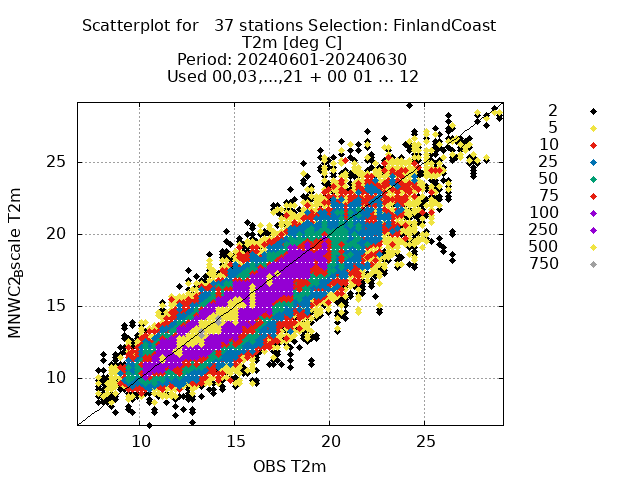 Scatterplot for   37 stations Selection: FinlandCoast
T2m [deg C]
Period: 20240601-20240630
Used 00,03,...,21 + 00 01 ... 12
2
5
10
25
50
75
100
250
500
750
25
20
15
10
MNWC2Bscale T2m
10 15 20 25
OBS T2m